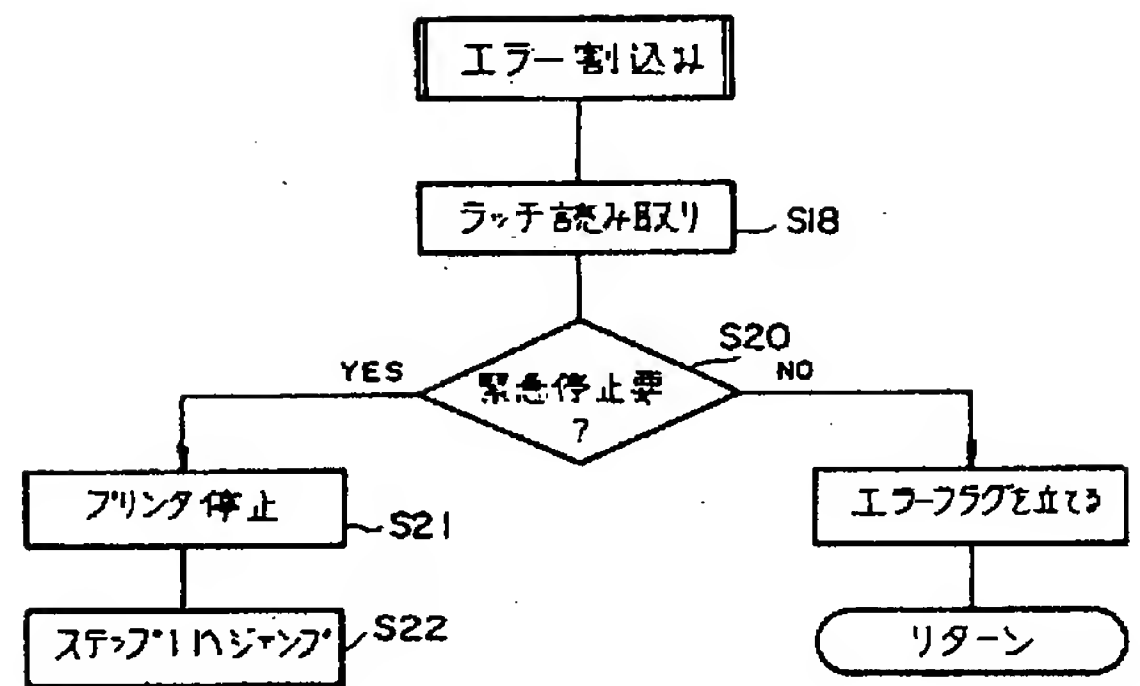 エラー割込み
ラッチ読み取り
S18
S20
YES
緊急停止要
?
NO
プリンタ停止
S21
エラーフラグを立てる
ステップ11へジャンプ
S22
リターン